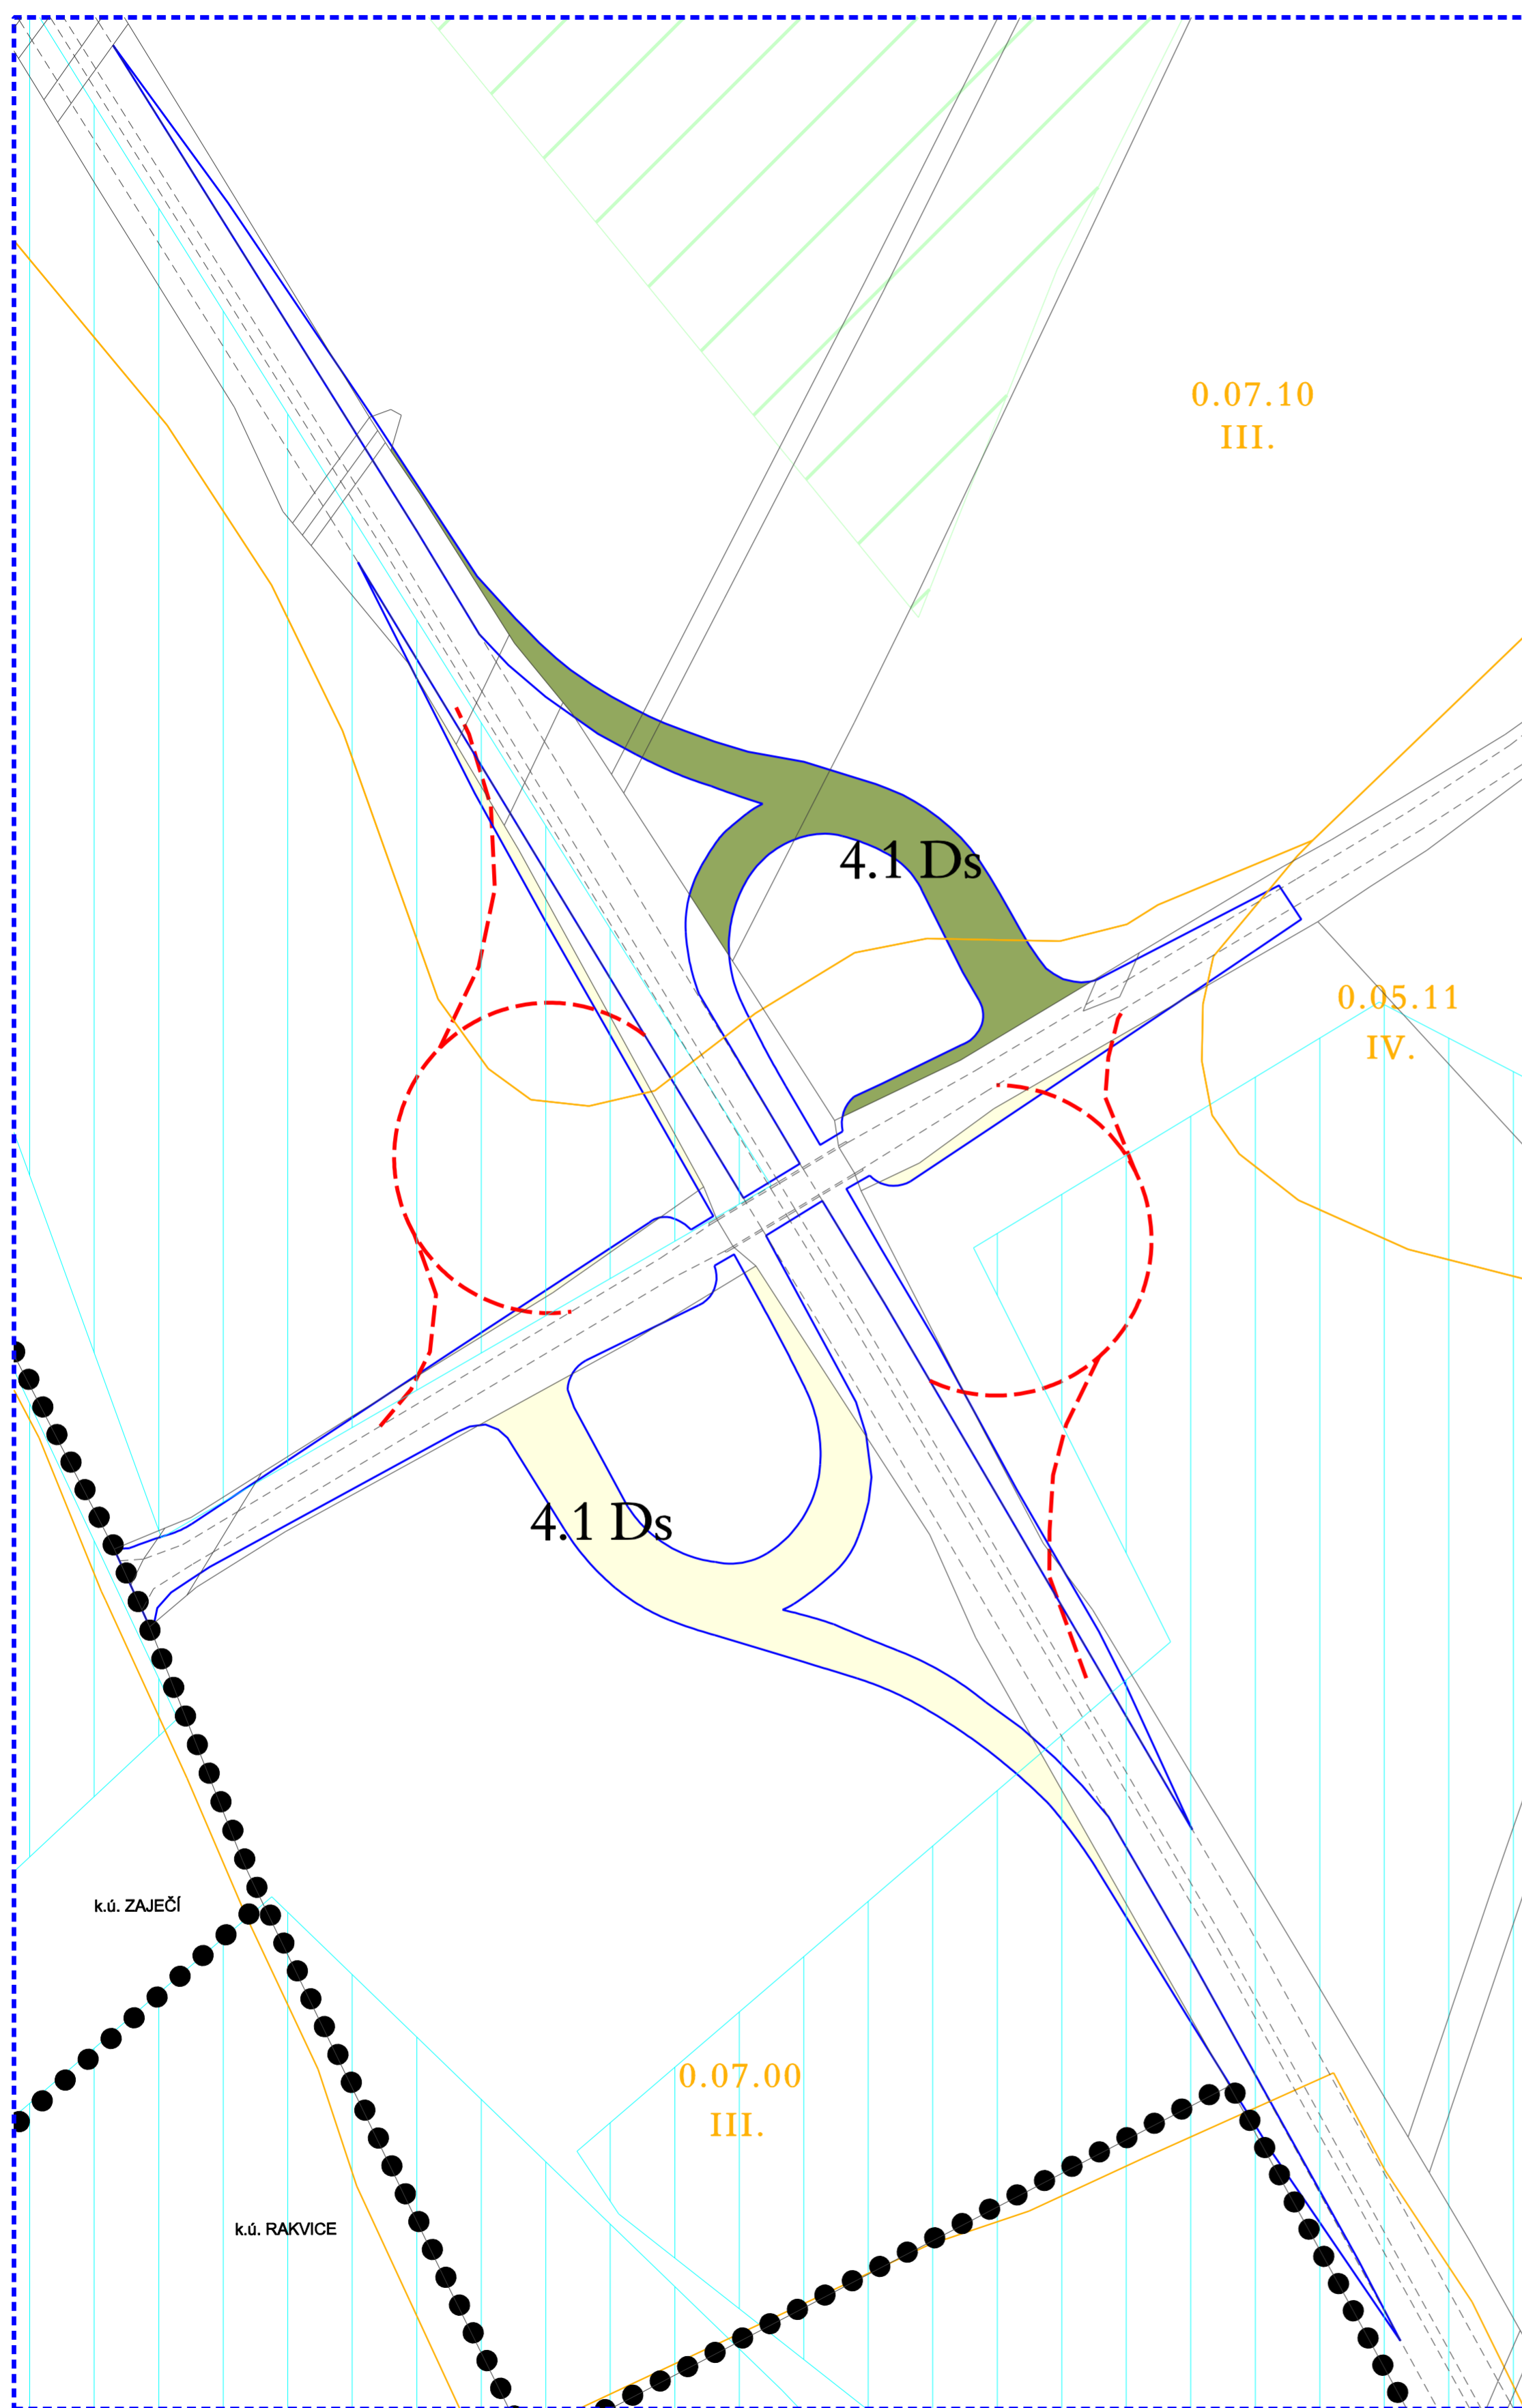 0.07.10
III.
4.1 Ds
0.05.11
IV.
4.1 Ds
k.ú. ZAJEČÍ
0.07.00
III.
k.ú. RAKVICE